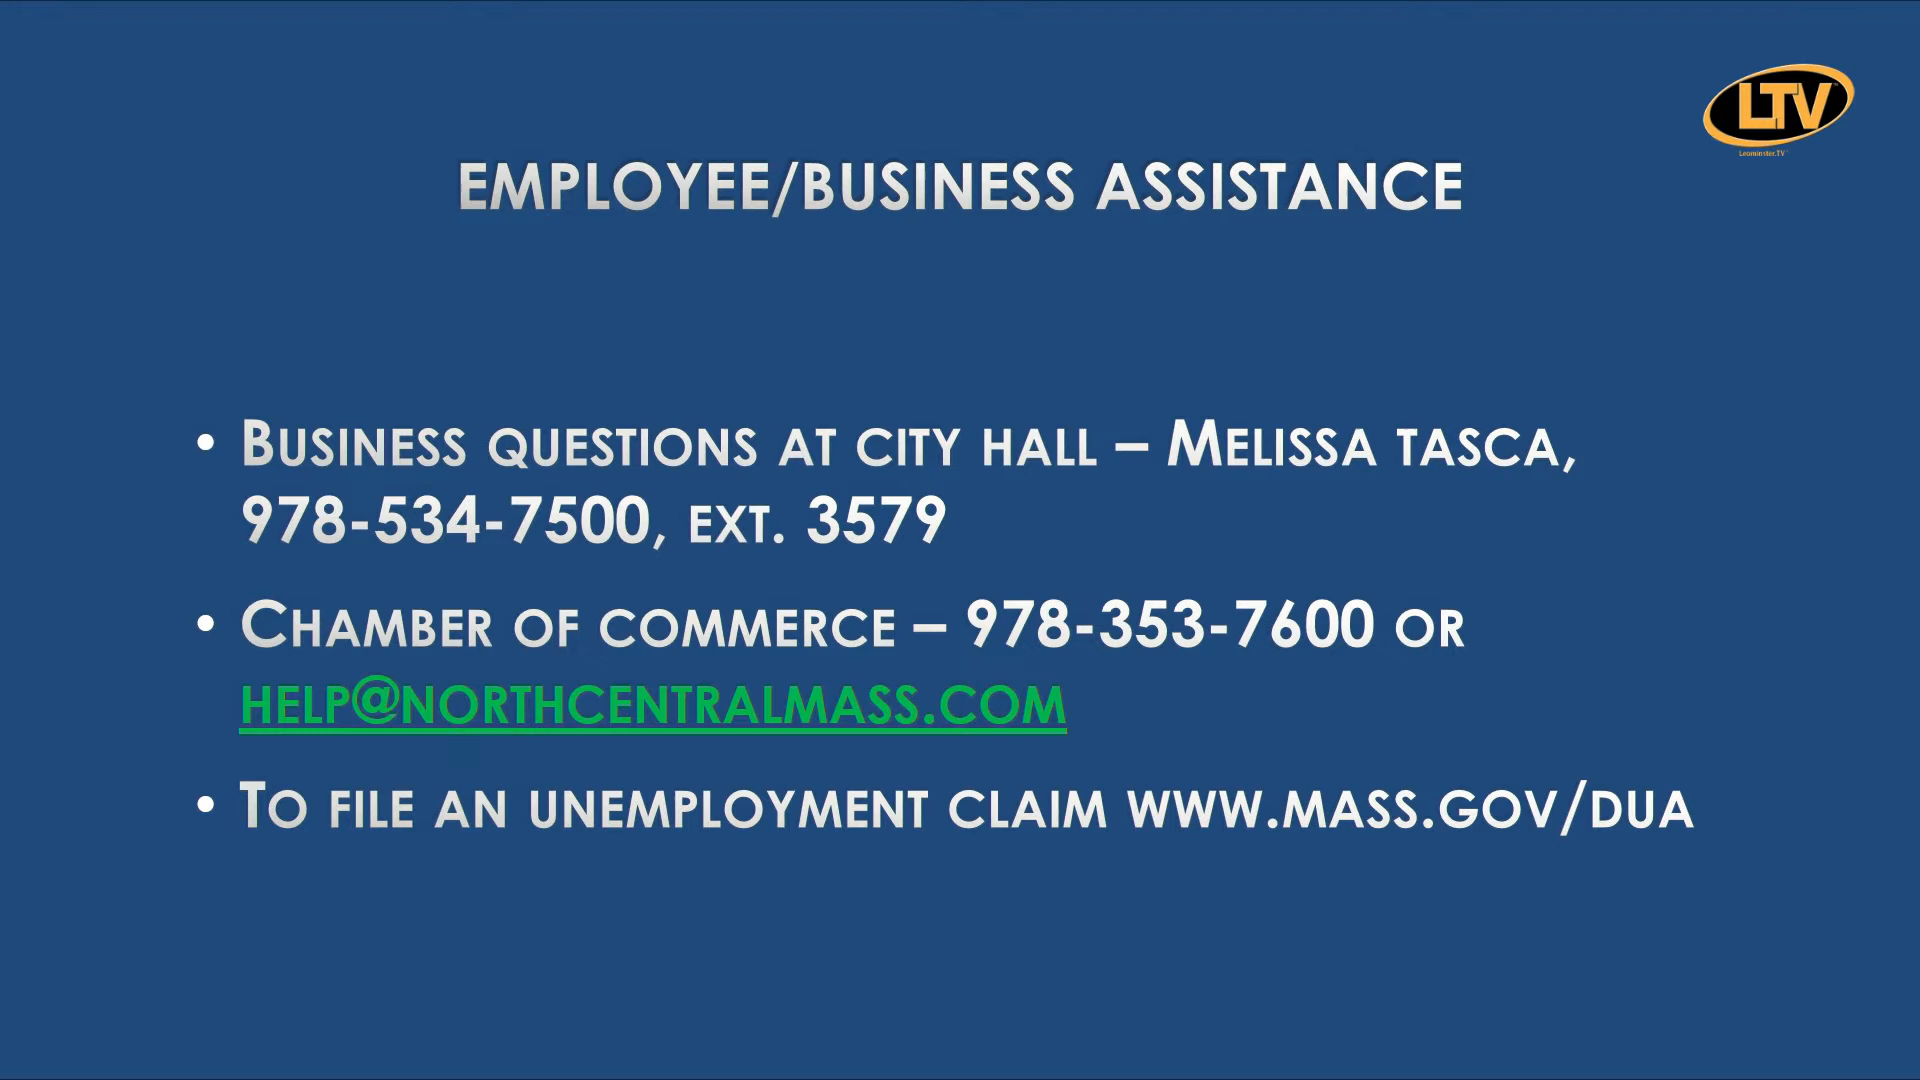 LTV
Leominster.TV
EMPLOYEE/BUSINESS ASSISTANCE
• BUSINESS QUESTIONS AT CITY HALL – MELISSA TASCA,
978-534-7500, EXT. 3579
• CHAMBER OF COMMERCE – 978-353-7600 OR
HELP@NORTHCENTRALMASS.COM
• TO FILE AN UNEMPLOYMENT CLAIM WWW.MASS.GOV/DUA